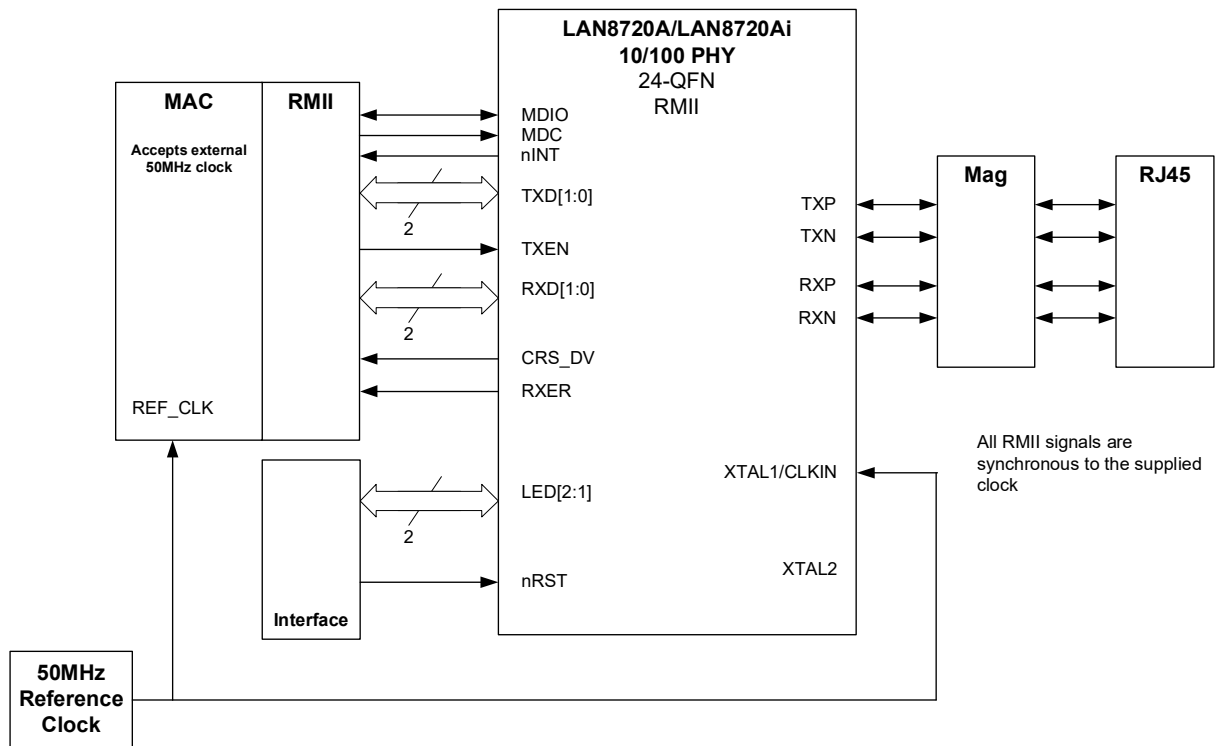 LAN8720A/LAN8720Ai
10/100 PHY
24-QFN
RMII
MAC
RMII
Accepts external
50MHz clock
MDIO
MDC
nINT
TXD[1:0]
2
TXEN
RXD[1:0]
2
CRS_DV
RXER
REF_CLK
LED[2:1]
2
nRST
Interface
50MHz
Reference
Clock
TXP
TXN
RXP
RXN
XTAL1/CLKIN
XTAL2
Mag
RJ45
All RMII signals are
synchronous to the supplied
clock